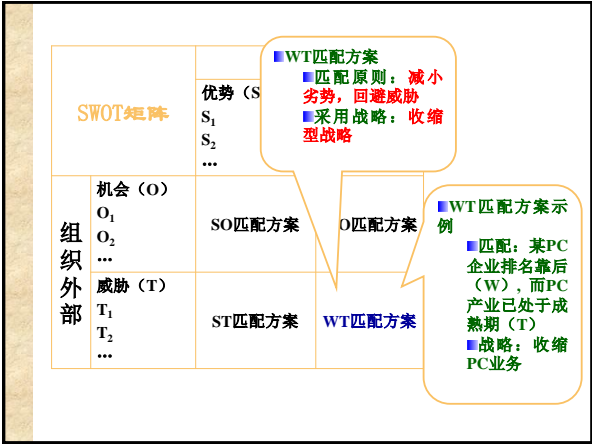 SWOT矩阵
优势（S
S1
S2
...
■WT匹配方案
■匹配原则：减小
劣势，回避威胁
■采用战略：收缩
型战略
组
织
外
部
机会（O）
O1
O2
...
SO匹配方案
O匹配方案
威胁（T）
T1
T2
...
ST匹配方案
WT匹配方案
■WT匹配方案示
例
■匹配：某PC
企业排名靠后
（W），而PC
产业已处于成
熟期（T）
■战略：收缩
PC业务